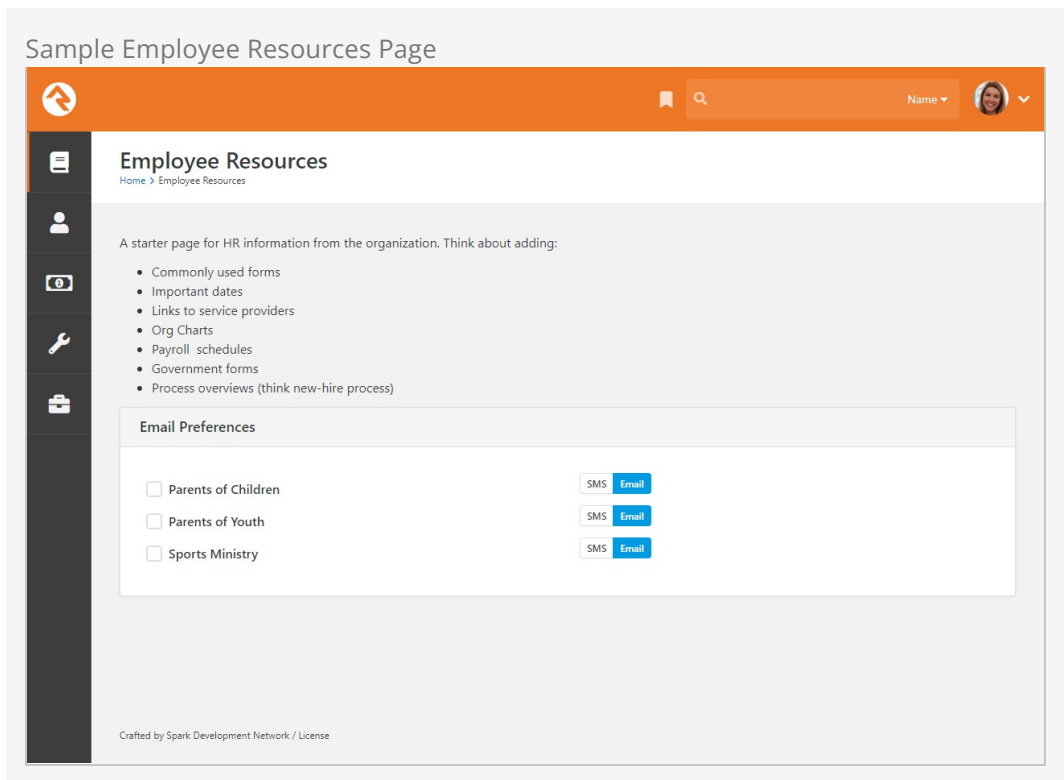 Sample Employee Resources Page
Name
Employee Resources
Home > Employee Resources
A starter page for HR information from the organization. Think about adding:
• Commonly used forms
• Important dates
• Links to service providers
• Org Charts
• Payroll schedules
• Government forms
• Process overviews (think new-hire process)
Email Preferences
Parents of Children SMS Email
Parents of Youth SMS Email
Sports Ministry SMS Email
Crafted by Spark Development Network / License